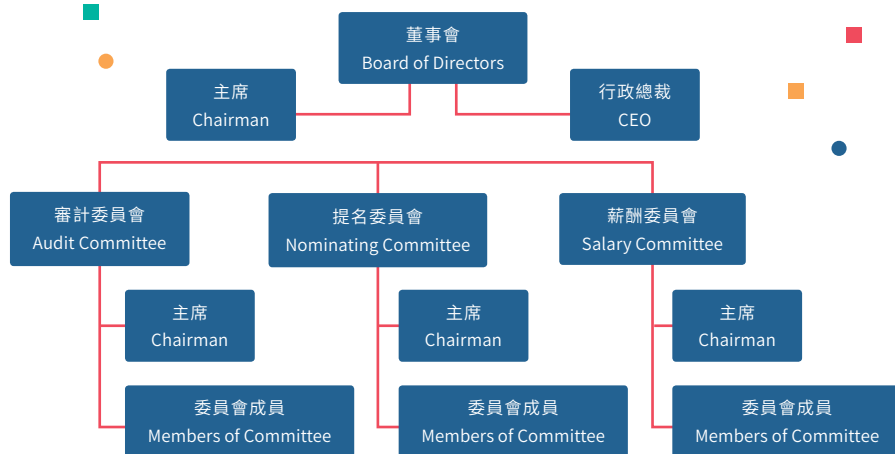 董事會
Board of Directors
主席
Chairman
行政總裁
CEO
審計委員會
Audit Committee
提名委員會
Nominating Committee
薪酬委員會
Salary Committee
主席
Chairman
主席
Chairman
主席
Chairman
委員會成員
Members of Committee
委員會成員
Members of Committee
委員會成員
Members of Committee